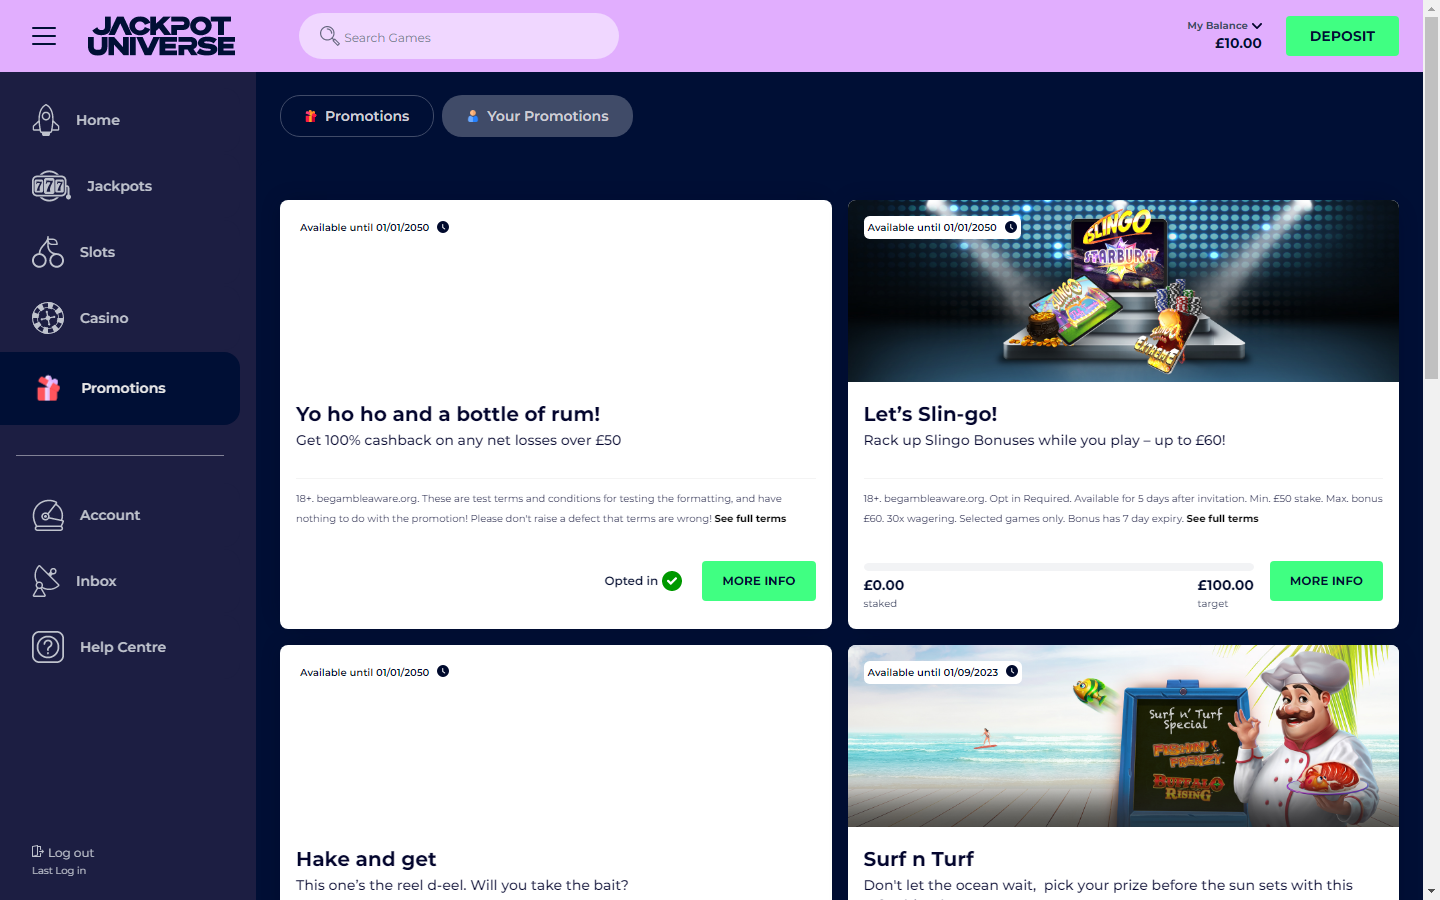 JACKPOT
UNIVERSE
Search Games
My Balance
£10.00
DEPOSIT
Home
Jackpots
Slots
Casino
Promotions
Account
Inbox
Help Centre
Log out
Last Log in
Promotions
Your Promotions
Available until 01/01/2050
Yo ho ho and a bottle of rum!
Get 100% cashback on any net losses over £50
18+. begambleaware.org. These are test terms and conditions for testing the formatting, and have
nothing to do with the promotion! Please don't raise a defect that terms are wrong! See full terms
Opted in
MORE INFO
Available until 01/01/2050
SLINGO
STARBURST
SLINGO
SLINGO
EXTREME
Let’s Slin-go!
Rack up Slingo Bonuses while you play – up to £60!
18+. begambleaware.org. Opt in Required. Available for 5 days after invitation. Min. £50 stake. Max. bonus
£60. 30x wagering. Selected games only. Bonus has 7 day expiry. See full terms
£0.00
staked
£100.00
target
MORE INFO
Available until 01/01/2050
Hake and get
This one’s the reel d-eel. Will you take the bait?
Available until 01/09/2023
Surf n' Turf
Special
FISHIN'
FRENZY
BUFFALO
RISING
Surf n Turf
Don't let the ocean wait,  pick your prize before the sun sets with this